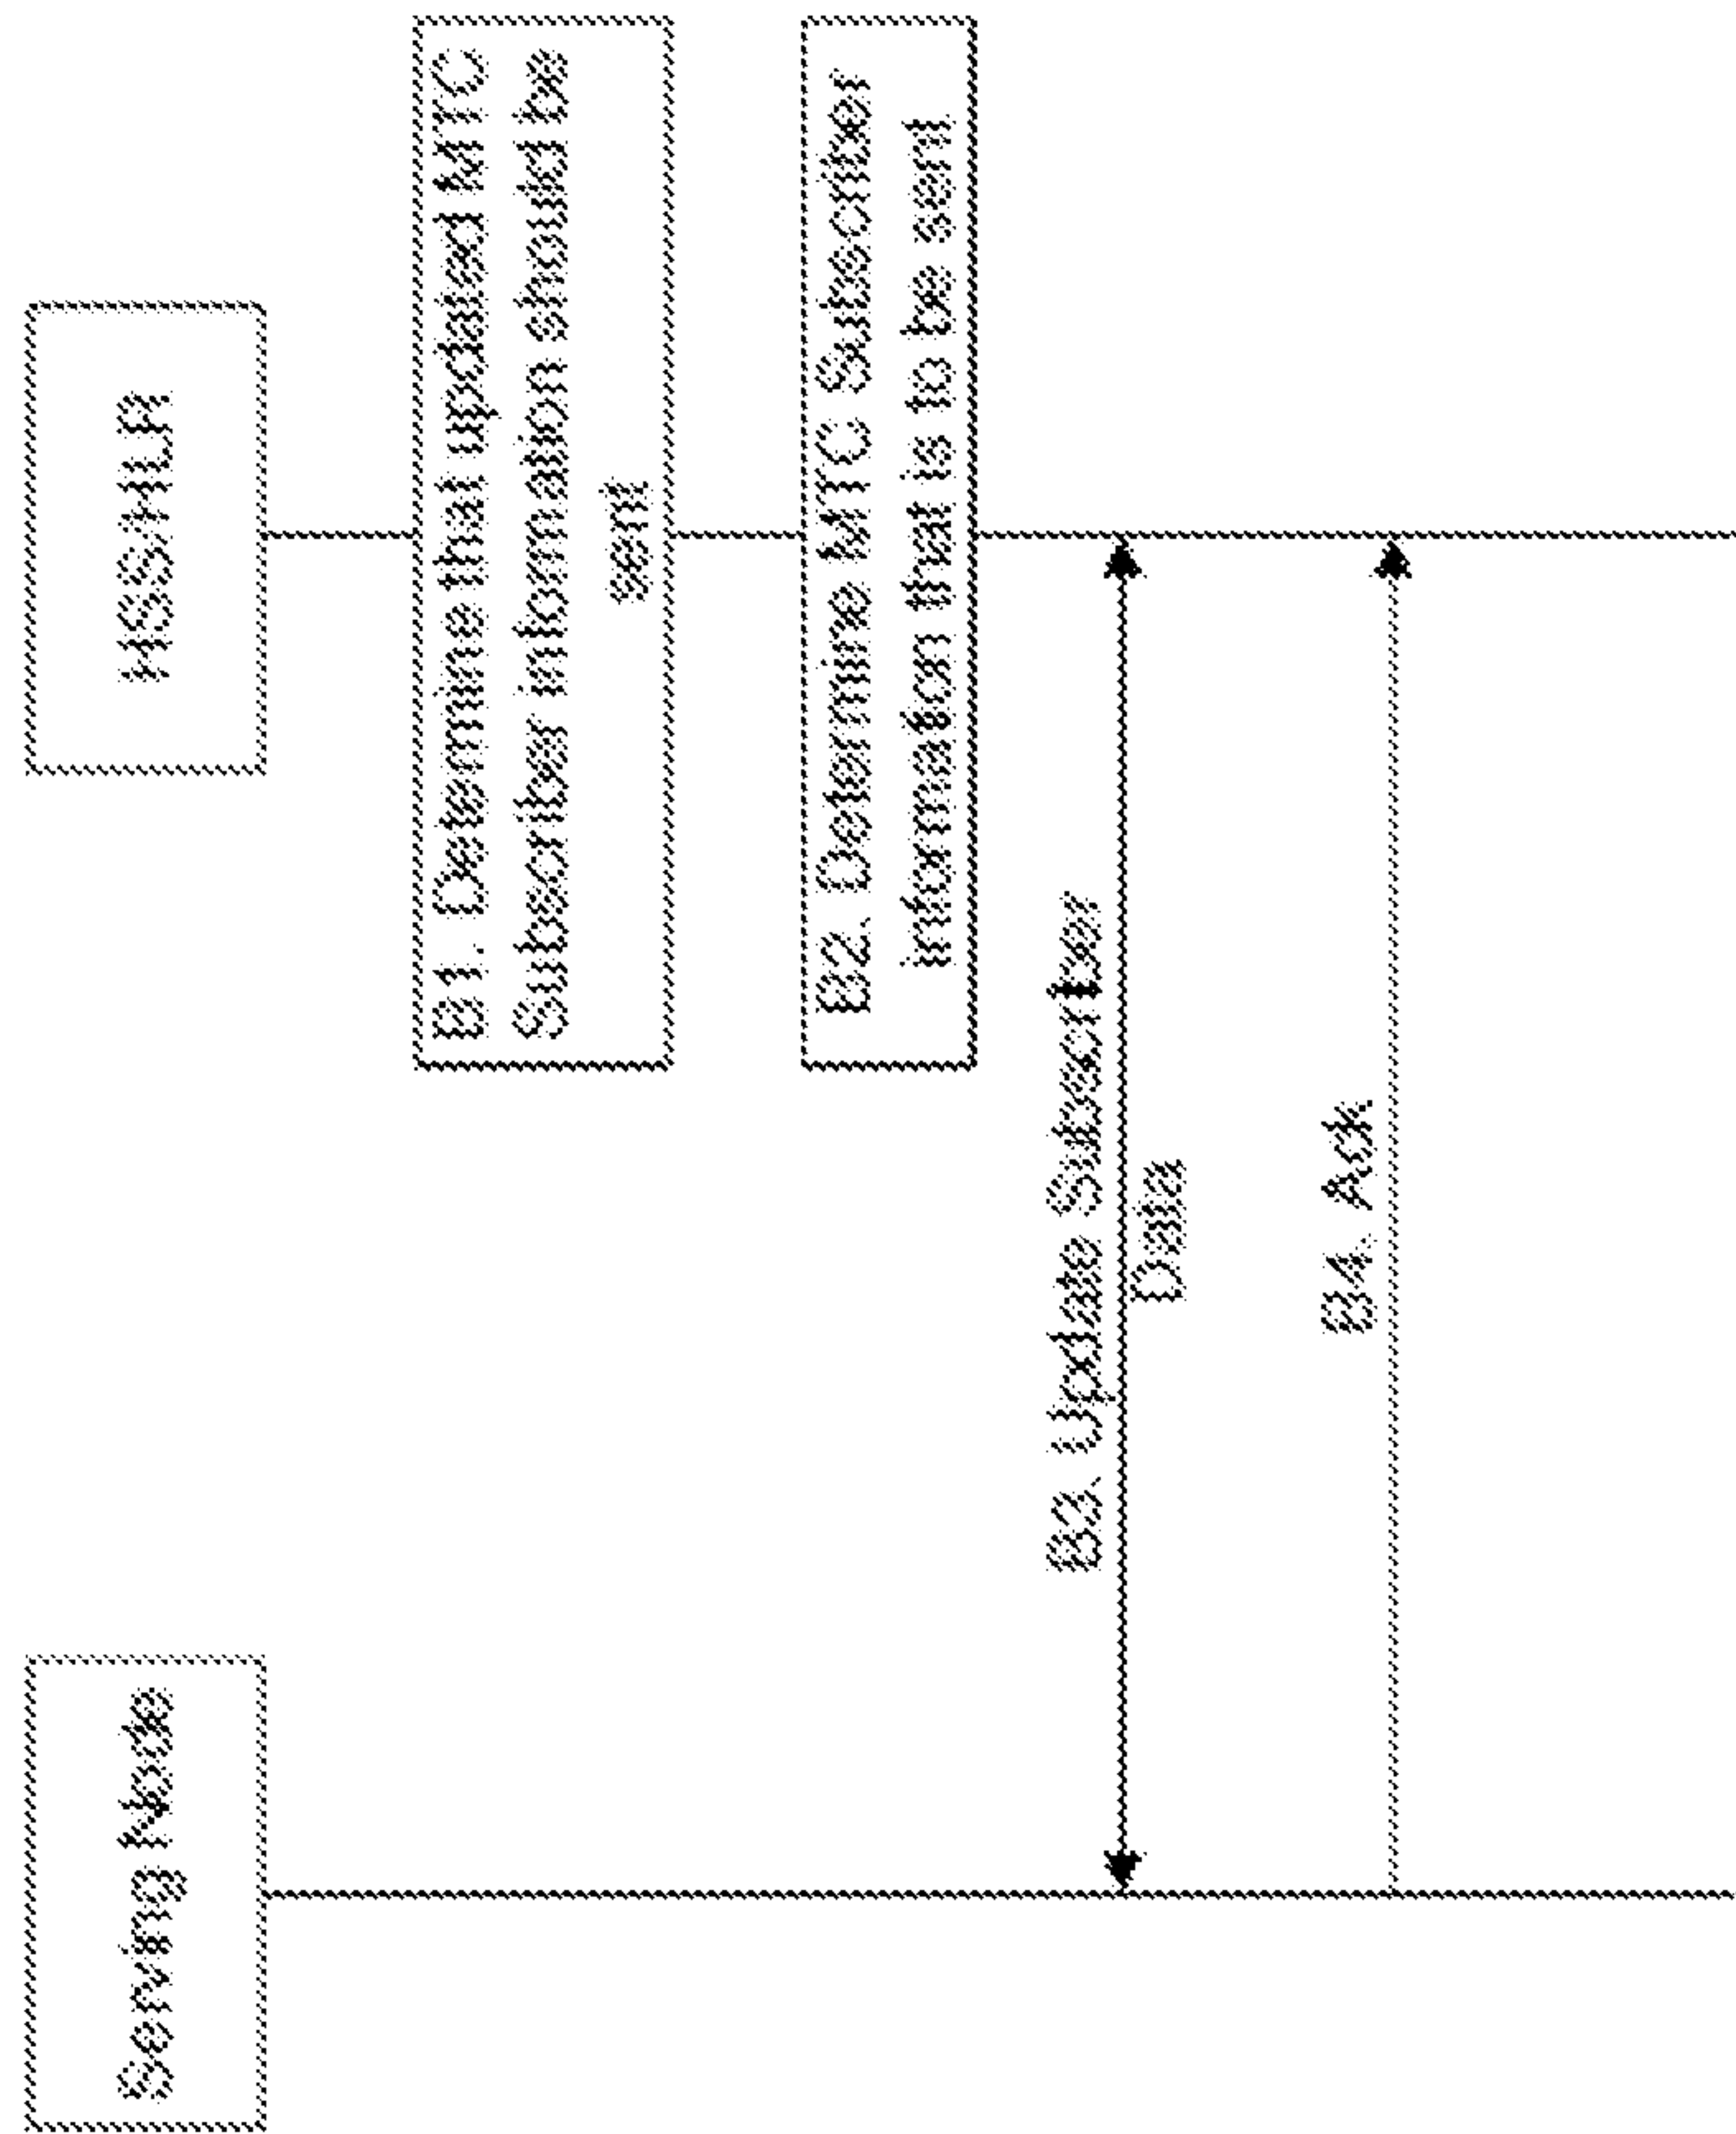 Serving Node
HSS/HLR
B1. Determine that updated MTC
Subscriber information should be
sent
B2. Determine MTC Subscriber
information that is to be sent
B3. Update Subscriber
Data
B4. Ack.